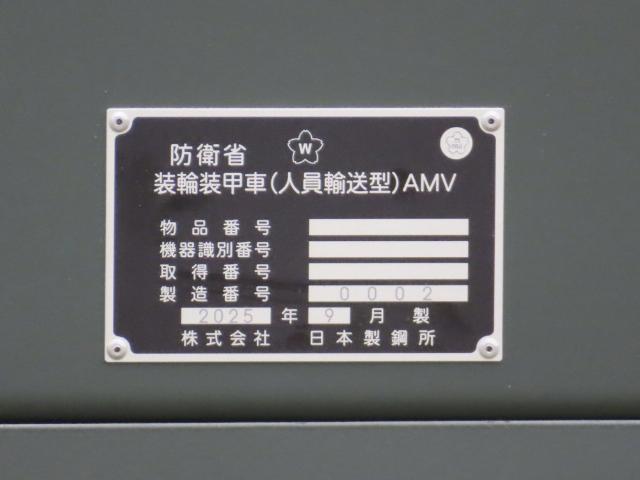 防衛省 W
装輪装甲車(人員輸送型)AMV
物品番号
機器識別番号
取得番号
製造番号 0002
2025 年 9 月 製
株式会社 日本製鋼所